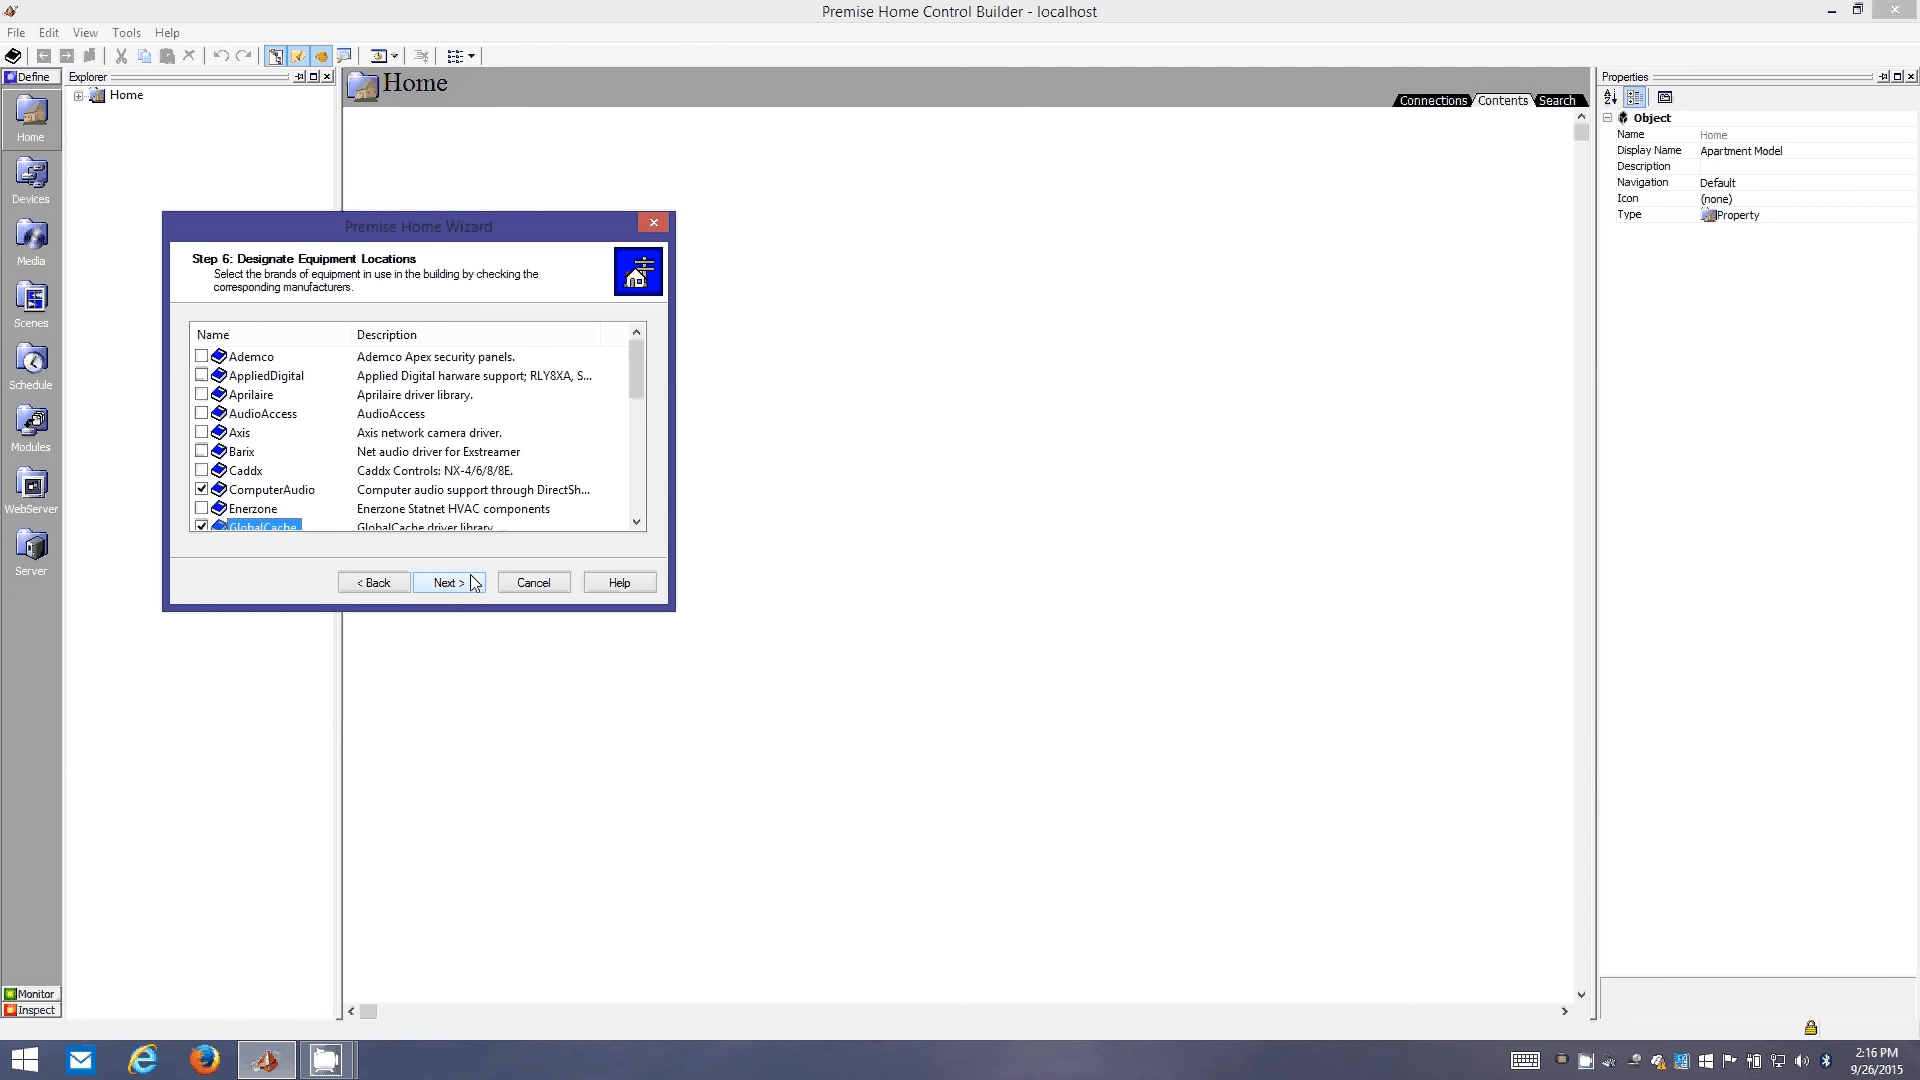 Premise Home Control Builder - localhost
File Edit View Tools Help
Define
Explorer
Home
Properties
Home
Home
Connections Contents Search
Devices
Media
Scenes
Schedule
Modules
WebServer
Server
Monitor
Inspect
Object
Name Home
Display Name Apartment Model
Description
Navigation Default
Icon (none)
Type Property
Premise Home Wizard
Step 6: Designate Equipment Locations
Select the brands of equipment in use in the building by checking the
corresponding manufacturers.
Name Description
Ademco Ademco Apex security panels.
AppliedDigital Applied Digital harware support; RLY8XA, S...
Aprilaire Aprilaire driver library.
AudioAccess AudioAccess
Axis Axis network camera driver.
Barix Net audio driver for Exstreamer
Caddx Caddx Controls: NX-4/6/8/8E.
ComputerAudio Computer audio support through DirectSh...
Enerzone Enerzone Statnet HVAC components
GlobalCache GlobalCache driver library.
< Back Next > Cancel Help
2:16 PM
9/26/2015